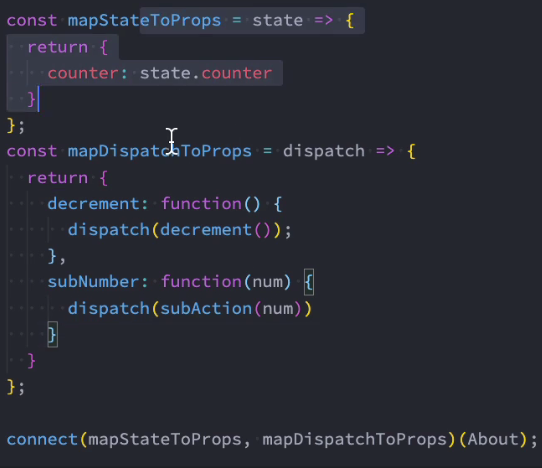 const mapStateToProps = state => {
  return {
    counter: state.counter
  }
};
const mapDispatchToProps = dispatch => {
  return {
    decrement: function() {
      dispatch(decrement());
    },
    subNumber: function(num) {
      dispatch(subAction(num))
    }
  }
};

connect(mapStateToProps, mapDispatchToProps)(About);